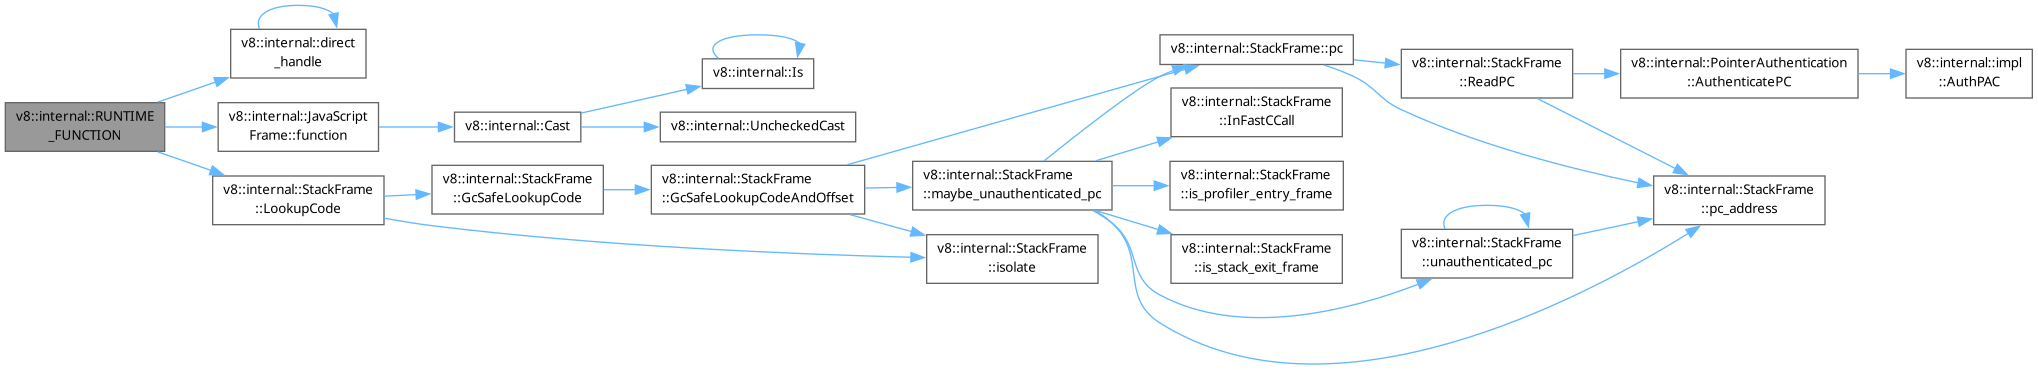 v8::internal::RUNTIME
_FUNCTION
v8::internal::direct
_handle
v8::internal::JavaScript
Frame::function
v8::internal::StackFrame
::LookupCode
v8::internal::Cast
v8::internal::StackFrame
::GcSafeLookupCode
v8::internal::Is
v8::internal::UncheckedCast
v8::internal::StackFrame
::GcSafeLookupCodeAndOffset
v8::internal::StackFrame
::maybe_unauthenticated_pc
v8::internal::StackFrame
::isolate
v8::internal::StackFrame::pc
v8::internal::StackFrame
::InFastCCall
v8::internal::StackFrame
::is_profiler_entry_frame
v8::internal::StackFrame
::is_stack_exit_frame
v8::internal::StackFrame
::ReadPC
v8::internal::StackFrame
::unauthenticated_pc
v8::internal::PointerAuthentication
::AuthenticatePC
v8::internal::StackFrame
::pc_address
v8::internal::impl
::AuthPAC